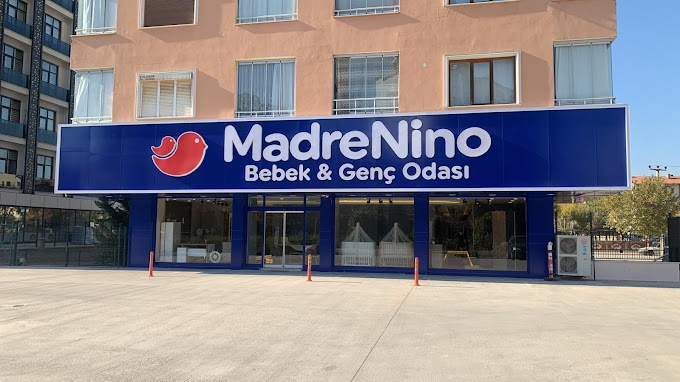 MadreNino
Bebek & Genç Odası